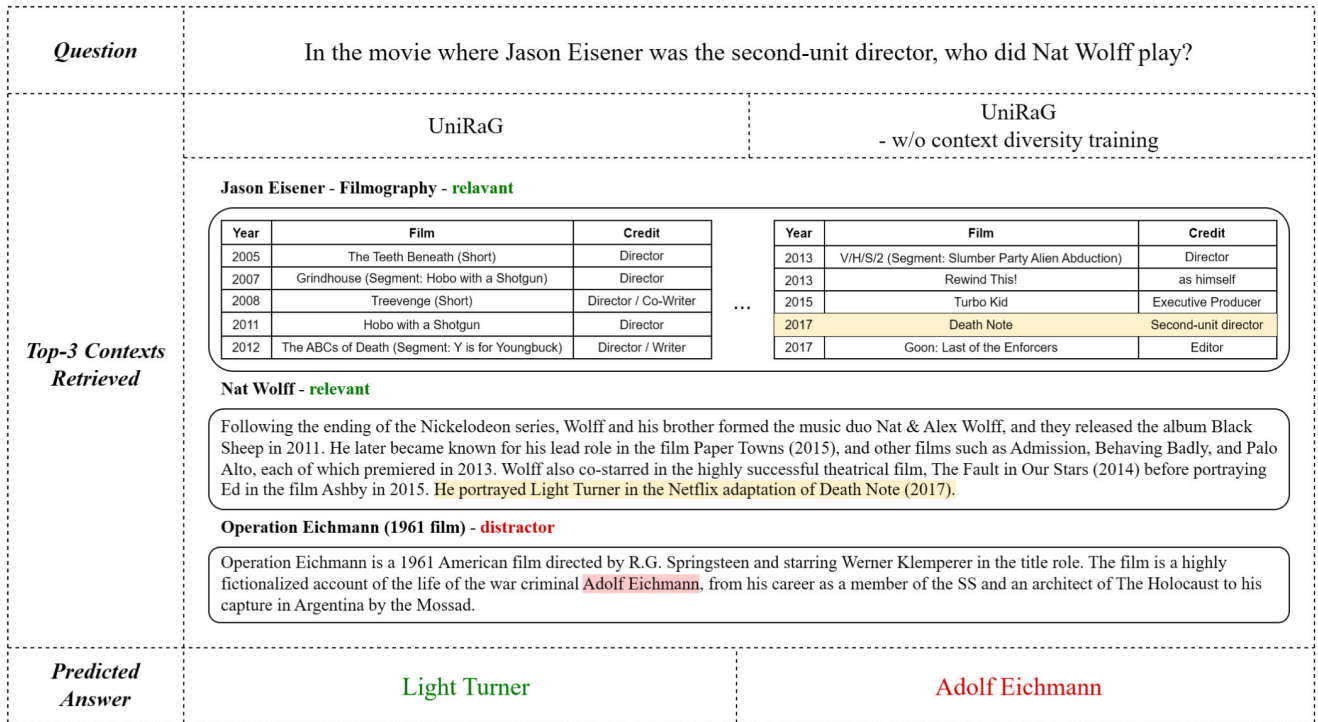 Question
In the movie where Jason Eisener was the second-unit director, who did Nat Wolff play?
UniRaG
UniRaG
- w/o context diversity training
Top-3 Contexts
Retrieved
Jason Eisener - Filmography - relavant
Year Film Credit
2005 The Teeth Beneath (Short) Director
2007 Grindhouse (Segment: Hobo with a Shotgun) Director
2008 Treevenge (Short) Director / Co-Writer
2011 Hobo with a Shotgun Director
2012 The ABCs of Death (Segment: Y is for Youngbuck) Director / Writer
...
Year Film Credit
2013 V/H/S/2 (Segment: Slumber Party Alien Abduction) Director
2013 Rewind This! as himself
2015 Turbo Kid Executive Producer
2017 Death Note Second-unit director
2017 Goon: Last of the Enforcers Editor
Nat Wolff - relevant
Following the ending of the Nickelodeon series, Wolff and his brother formed the music duo Nat & Alex Wolff, and they released the album Black
Sheep in 2011. He later became known for his lead role in the film Paper Towns (2015), and other films such as Admission, Behaving Badly, and Palo
Alto, each of which premiered in 2013. Wolff also co-starred in the highly successful theatrical film, The Fault in Our Stars (2014) before portraying
Ed in the film Ashby in 2015. He portrayed Light Turner in the Netflix adaptation of Death Note (2017).
Operation Eichmann (1961 film) - distractor
Operation Eichmann is a 1961 American film directed by R.G. Springsteen and starring Werner Klemperer in the title role. The film is a highly
fictionalized account of the life of the war criminal Adolf Eichmann, from his career as a member of the SS and an architect of The Holocaust to his
capture in Argentina by the Mossad.
Predicted
Answer
Light Turner
Adolf Eichmann